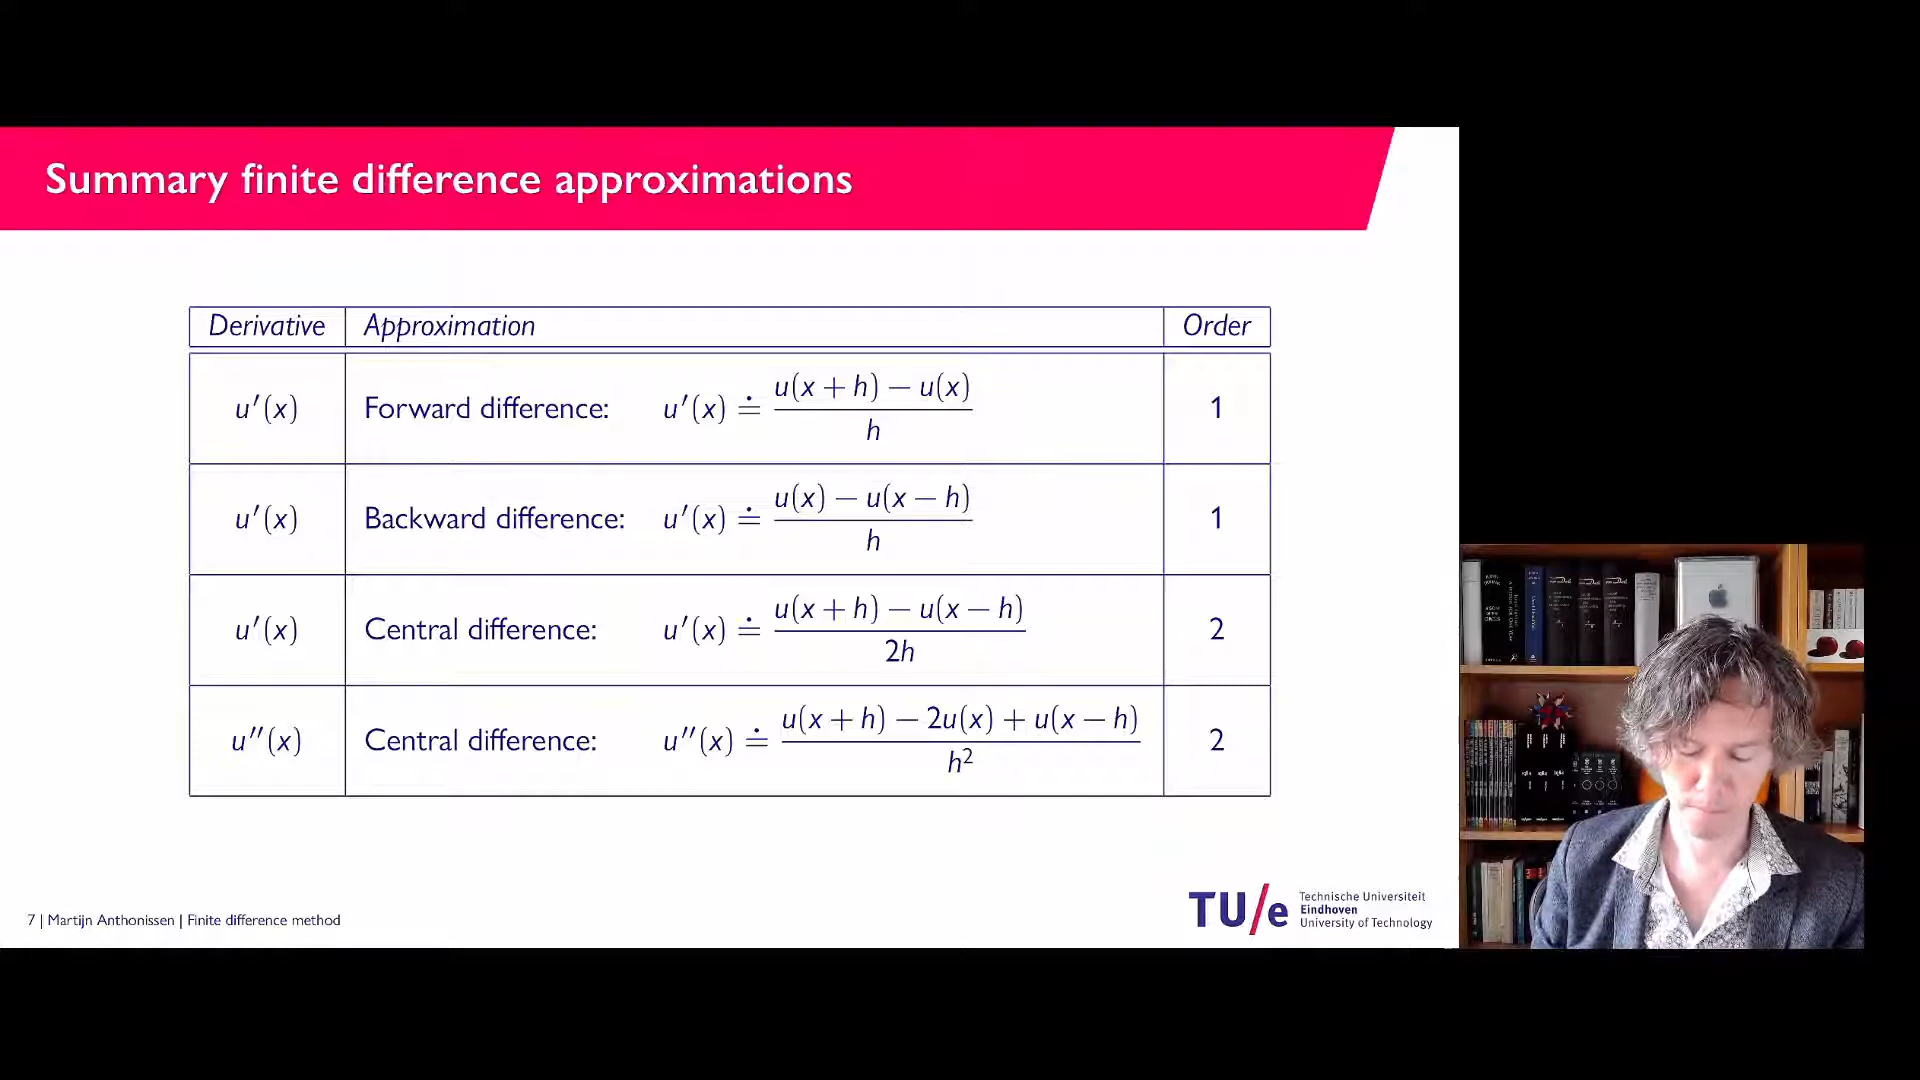 Summary finite difference approximations
Derivative Approximation Order
u′(x) Forward difference: u′(x) ≐ (u(x + h) − u(x)) / h 1
u′(x) Backward difference: u′(x) ≐ (u(x) − u(x − h)) / h 1
u′(x) Central difference: u′(x) ≐ (u(x + h) − u(x − h)) / 2h 2
u′′(x) Central difference: u′′(x) ≐ (u(x + h) − 2u(x) + u(x − h)) / h² 2
7 | Martijn Anthonissen | Finite difference method
TU/e
Technische Universiteit
Eindhoven
University of Technology